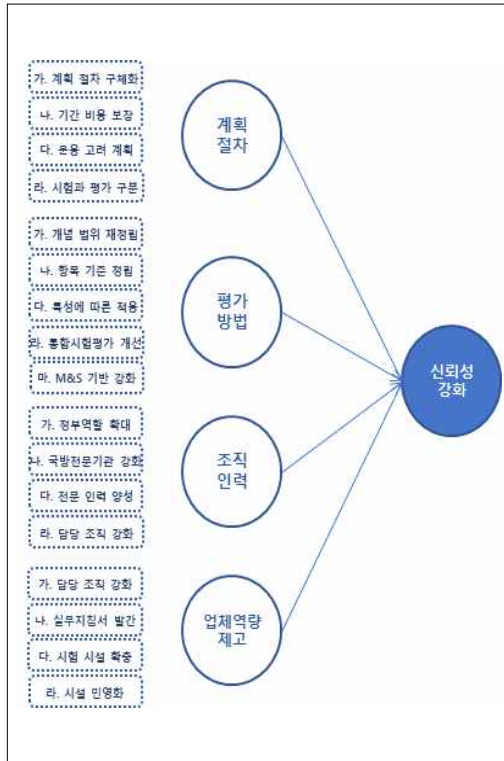 가. 계획 절차 구체화
나. 기간 비용 보장
다. 운용 고려 계획
라. 시험과 평가 구분
계획
절차
가. 개념 범위 재정립
나. 항목 기준 정립
다. 특성에 따른 적용
라. 통합시험평가 개선
마. M&S 기반 강화
평가
방법
가. 정부역할 확대
나. 국방전문기관 강화
다. 전문 인력 양성
라. 담당 조직 강화
조직
인력
가. 담당 조직 강화
나. 실무지침서 발간
다. 시험 시설 확충
라. 시설 민영화
업체역량
제고
신뢰성
강화